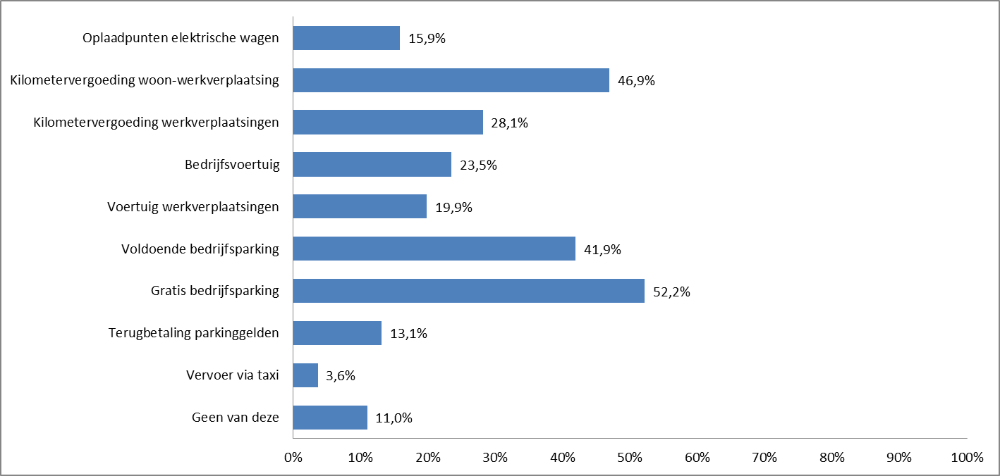 Oplaadpunten elektrische wagen 15,9%
Kilometervergoeding woon-werkverplaatsing 46,9%
Kilometervergoeding werkverplaatsingen 28,1%
Bedrijfsvoertuig 23,5%
Voertuig werkverplaatsingen 19,9%
Voldoende bedrijfsparking 41,9%
Gratis bedrijfsparking 52,2%
Terugbetaling parkinggelden 13,1%
Vervoer via taxi 3,6%
Geen van deze 11,0%
0% 10% 20% 30% 40% 50% 60% 70% 80% 90% 100%